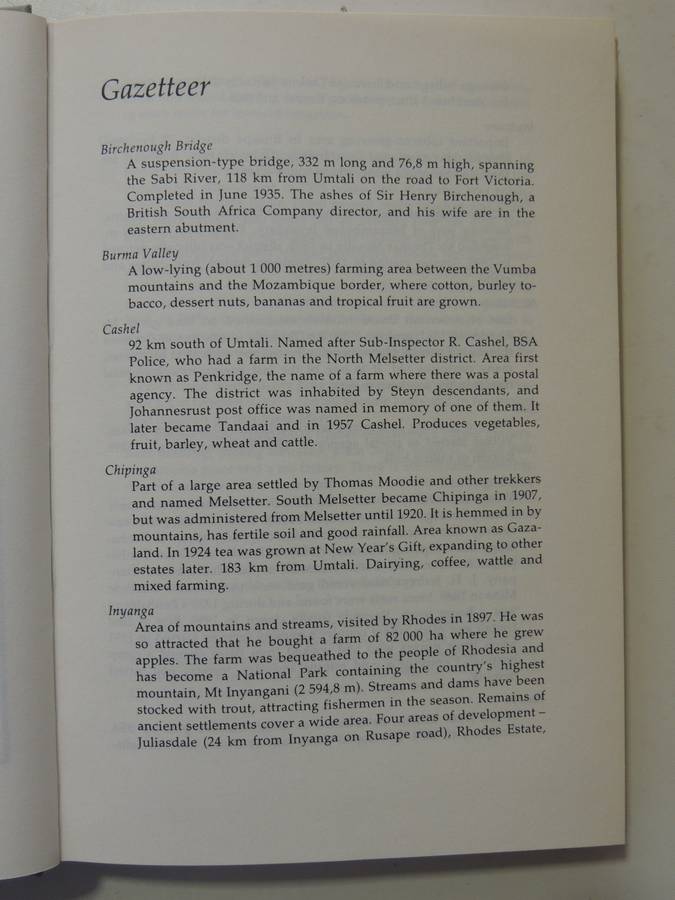 Gazetteer
Birchenough Bridge
A suspension-type bridge, 332 m long and 76,8 m high, spanning
the Sabi River, 118 km from Umtali on the road to Fort Victoria.
Completed in June 1935. The ashes of Sir Henry Birchenough, a
British South Africa Company director, and his wife are in the
eastern abutment.
Burma Valley
A low-lying (about 1 000 metres) farming area between the Vumba
mountains and the Mozambique border, where cotton, burley to-
bacco, dessert nuts, bananas and tropical fruit are grown.
Cashel
92 km south of Umtali. Named after Sub-Inspector R. Cashel, BSA
Police, who had a farm in the North Melsetter district. Area first
known as Penkridge, the name of a farm where there was a postal
agency. The district was inhabited by Steyn descendants, and
Johannesrust post office was named in memory of one of them. It
later became Tandaai and in 1957 Cashel. Produces vegetables,
fruit, barley, wheat and cattle.
Chipinga
Part of a large area settled by Thomas Moodie and other trekkers
and named Melsetter. South Melsetter became Chipinga in 1907,
but was administered from Melsetter until 1920. It is hemmed in by
mountains, has fertile soil and good rainfall. Area known as Gaza-
land. In 1924 tea was grown at New Year's Gift, expanding to other
estates later. 183 km from Umtali. Dairying, coffee, wattle and
mixed farming.
Inyanga
Area of mountains and streams, visited by Rhodes in 1897. He was
so attracted that he bought a farm of 82 000 ha where he grew
apples. The farm was bequeathed to the people of Rhodesia and
has become a National Park containing the country's highest
mountain, Mt Inyangani (2 594,8 m). Streams and dams have been
stocked with trout, attracting fishermen in the season. Remains of
ancient settlements cover a wide area. Four areas of development –
Juliasdale (24 km from Inyanga on Rusape road), Rhodes Estate,